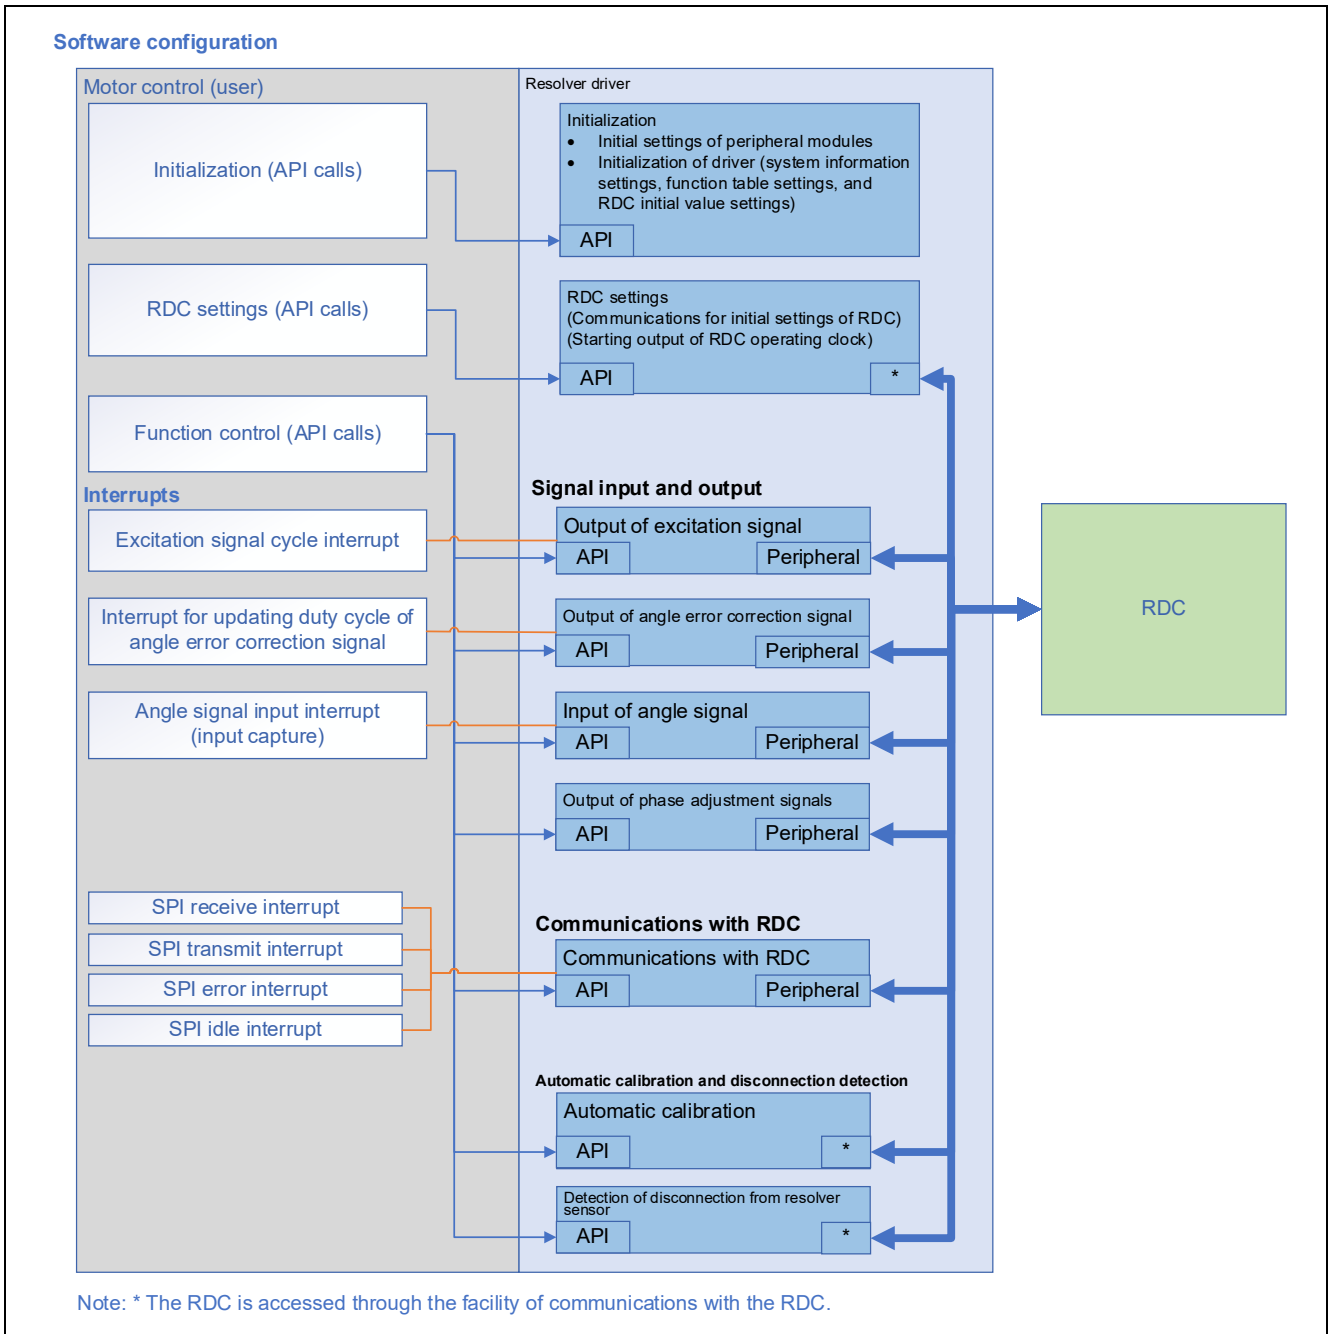 Software configuration
Motor control (user)
Resolver driver
Initialization (API calls)
Initialization
• Initial settings of peripheral modules
• Initialization of driver (system information
settings, function table settings, and
RDC initial value settings)
API
RDC settings (API calls)
RDC settings
(Communications for initial settings of RDC)
(Starting output of RDC operating clock)
API
*
Function control (API calls)
Interrupts
Signal input and output
Excitation signal cycle interrupt
Output of excitation signal
API
Peripheral
Interrupt for updating duty cycle of
angle error correction signal
Output of angle error correction signal
API
Peripheral
RDC
Angle signal input interrupt
(input capture)
Input of angle signal
API
Peripheral
Output of phase adjustment signals
API
Peripheral
SPI receive interrupt
SPI transmit interrupt
SPI error interrupt
SPI idle interrupt
Communications with RDC
Communications with RDC
API
Peripheral
Automatic calibration and disconnection detection
Automatic calibration
API
*
Detection of disconnection from resolver
sensor
API
*
Note: * The RDC is accessed through the facility of communications with the RDC.